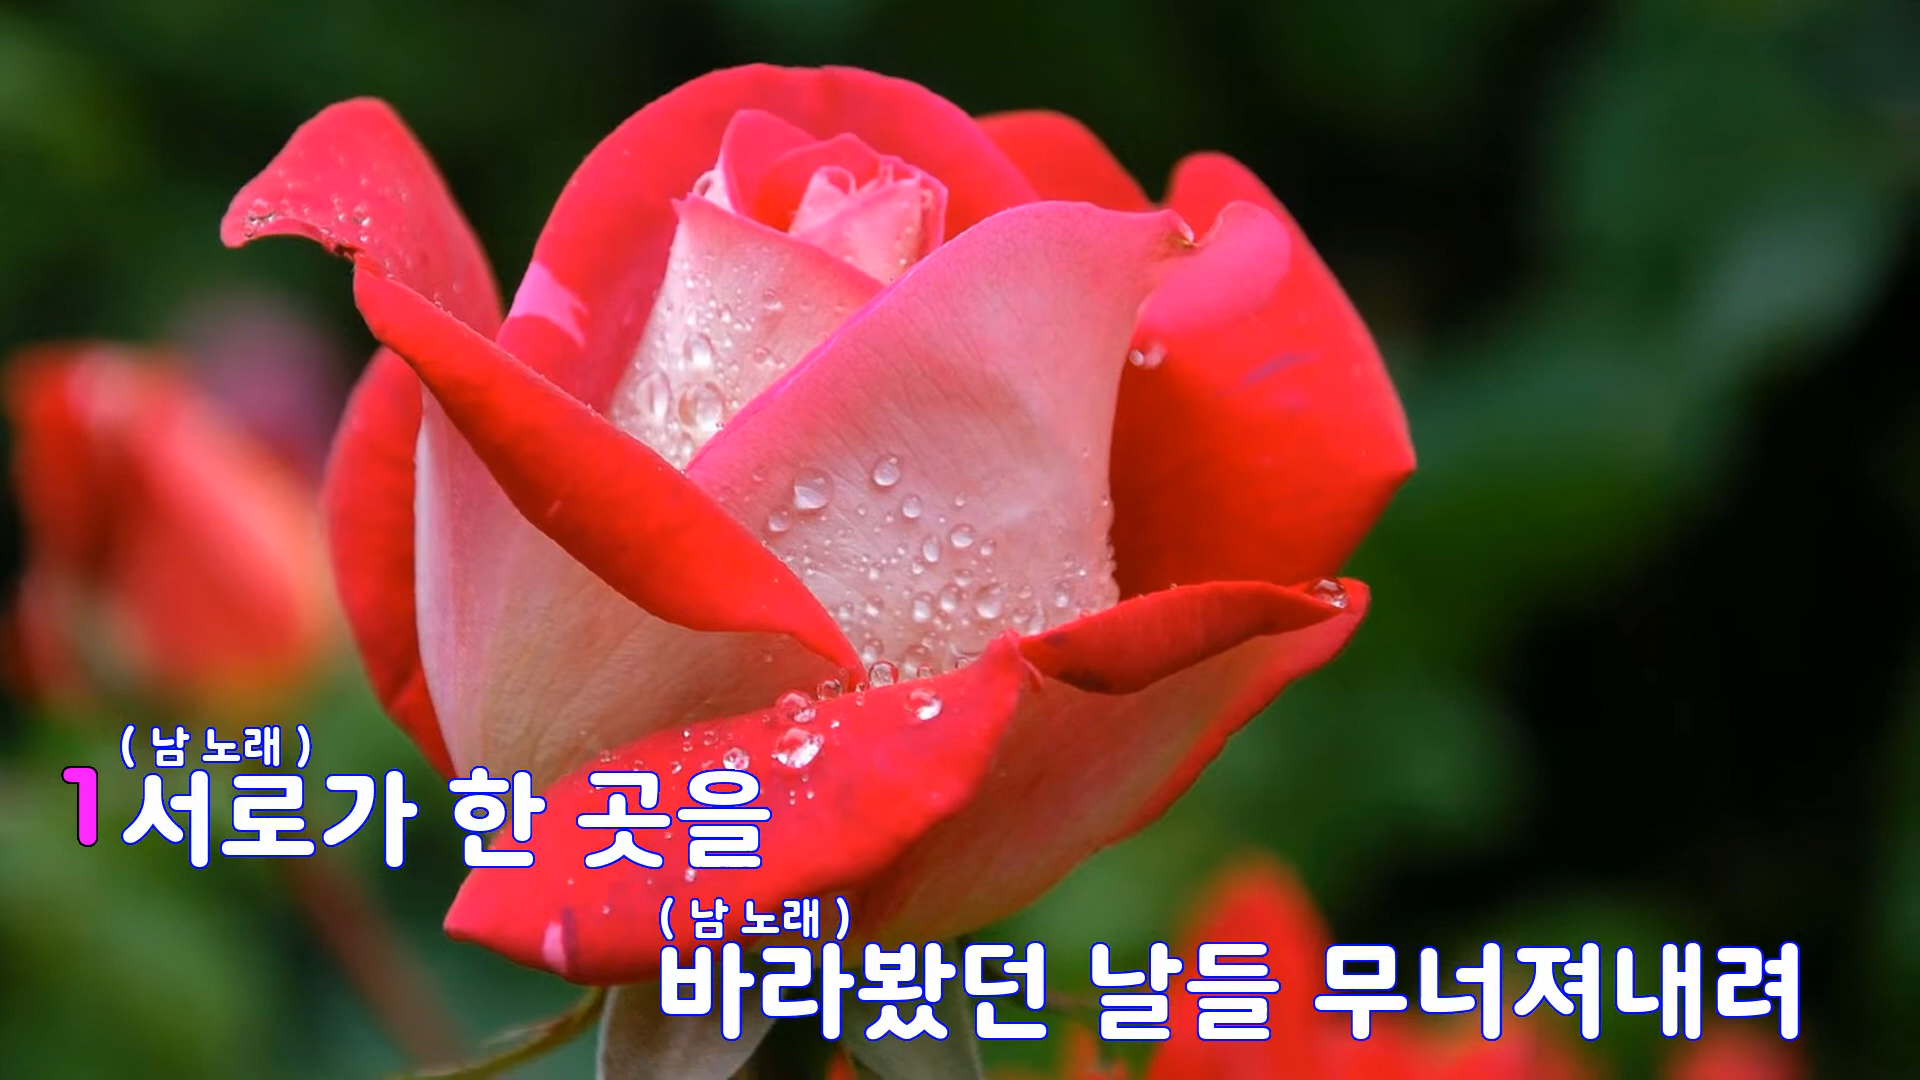 ( 남 노래 )
1 서로가 한 곳을
( 남 노래 )
바라봤던 날들 무너져내려